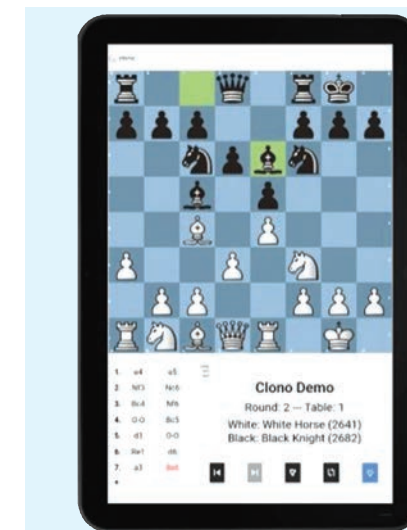 1. e4 e5
2. Nf3 Nc6
3. Bc4 Nf6
4. O-O Bc5
5. d3 O-O
6. Re1 d6
7. a3 Be6
Clono Demo
Round: 2 — Table: 1
White: White Horse (2641)
Black: Black Knight (2682)